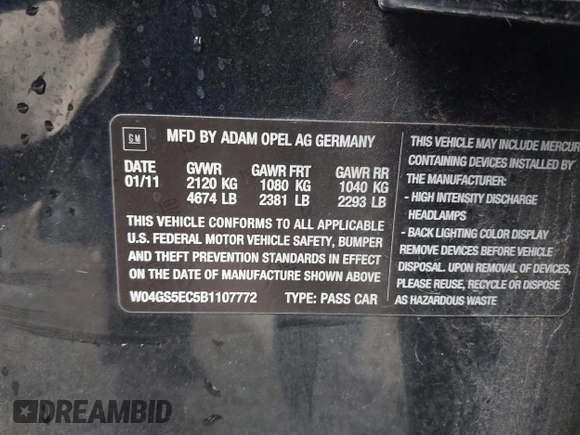 GM
MFD BY ADAM OPEL AG GERMANY
DATE GVWR GAWR FRT GAWR RR
01/11 2120 KG 1080 KG 1040 KG
4674 LB 2381 LB 2293 LB
THIS VEHICLE CONFORMS TO ALL APPLICABLE
U.S. FEDERAL MOTOR VEHICLE SAFETY, BUMPER
AND THEFT PREVENTION STANDARDS IN EFFECT
ON THE DATE OF MANUFACTURE SHOWN ABOVE
W04GS5EC5B1107772 TYPE: PASS CAR
THIS VEHICLE MAY INCLUDE MERCUR
CONTAINING DEVICES INSTALLED BY
THE MANUFACTURER:
- HIGH INTENSITY DISCHARGE
HEADLAMPS
- BACK LIGHTING COLOR DISPLAY
REMOVE DEVICES BEFORE VEHICLE
DISPOSAL. UPON REMOVAL OF DEVICES,
PLEASE REUSE, RECYCLE OR DISPOSE
AS HAZARDOUS WASTE
DREAMBID